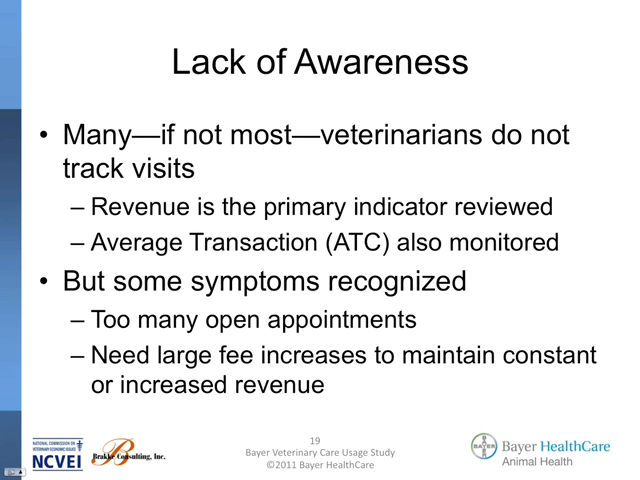 Lack of Awareness
• Many—if not most—veterinarians do not
track visits
– Revenue is the primary indicator reviewed
– Average Transaction (ATC) also monitored
• But some symptoms recognized
– Too many open appointments
– Need large fee increases to maintain constant
or increased revenue
NATIONAL COMMISSION ON
VETERINARY ECONOMIC ISSUES
NCVEI
Brakke Consulting, Inc.
19
Bayer Veterinary Care Usage Study
©2011 Bayer HealthCare
BAYER
Bayer HealthCare
Animal Health